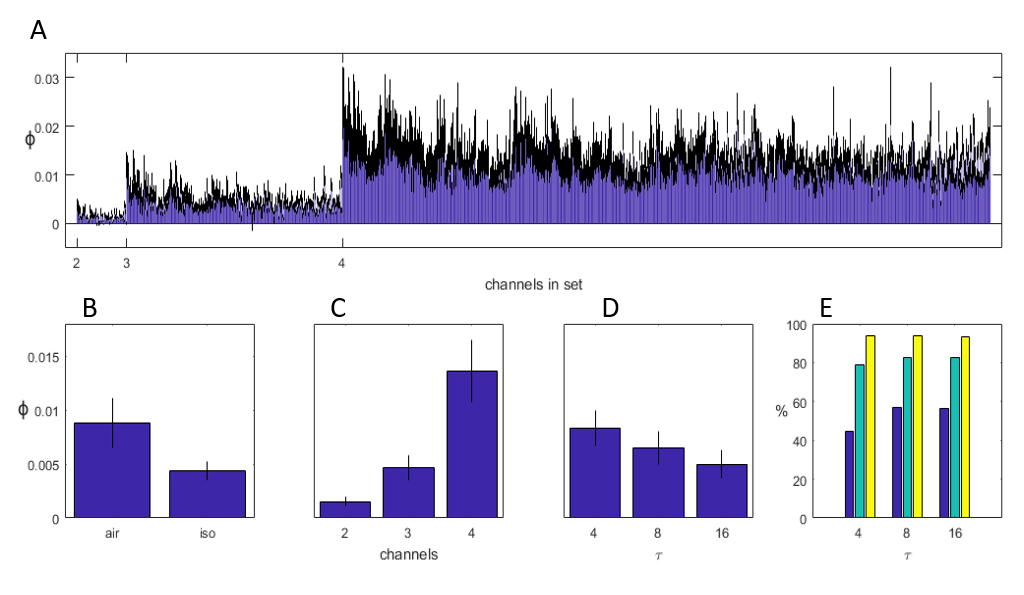 A
0.03
0.02
0.01
0
ϕ
2 3 4
channels in set
B C D E
0.015
0.01
0.005
0
ϕ
air iso
2 3 4
channels
4 8 16
τ
100
80
60
40
20
0
%
4 8 16
τ